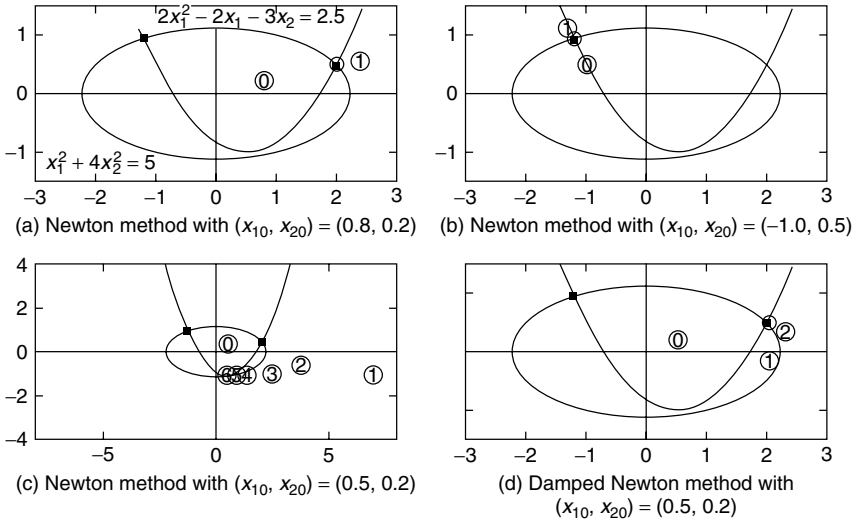 2x₁² − 2x₁ − 3x₂ = 2.5
1
①
⓪
0
−1
x₁² + 4x₂² = 5
−3 −2 −1 0 1 2 3
(a) Newton method with (x₁₀, x₂₀) = (0.8, 0.2)
1
①
⓪
0
−1
−3 −2 −1 0 1 2 3
(b) Newton method with (x₁₀, x₂₀) = (−1.0, 0.5)
4
2
⓪
0
⑥⑤④ ③ ② ①
−2
−4
−5 0 5
(c) Newton method with (x₁₀, x₂₀) = (0.5, 0.2)
⓪ ②
①
−3 −2 −1 0 1 2 3
(d) Damped Newton method with
(x₁₀, x₂₀) = (0.5, 0.2)